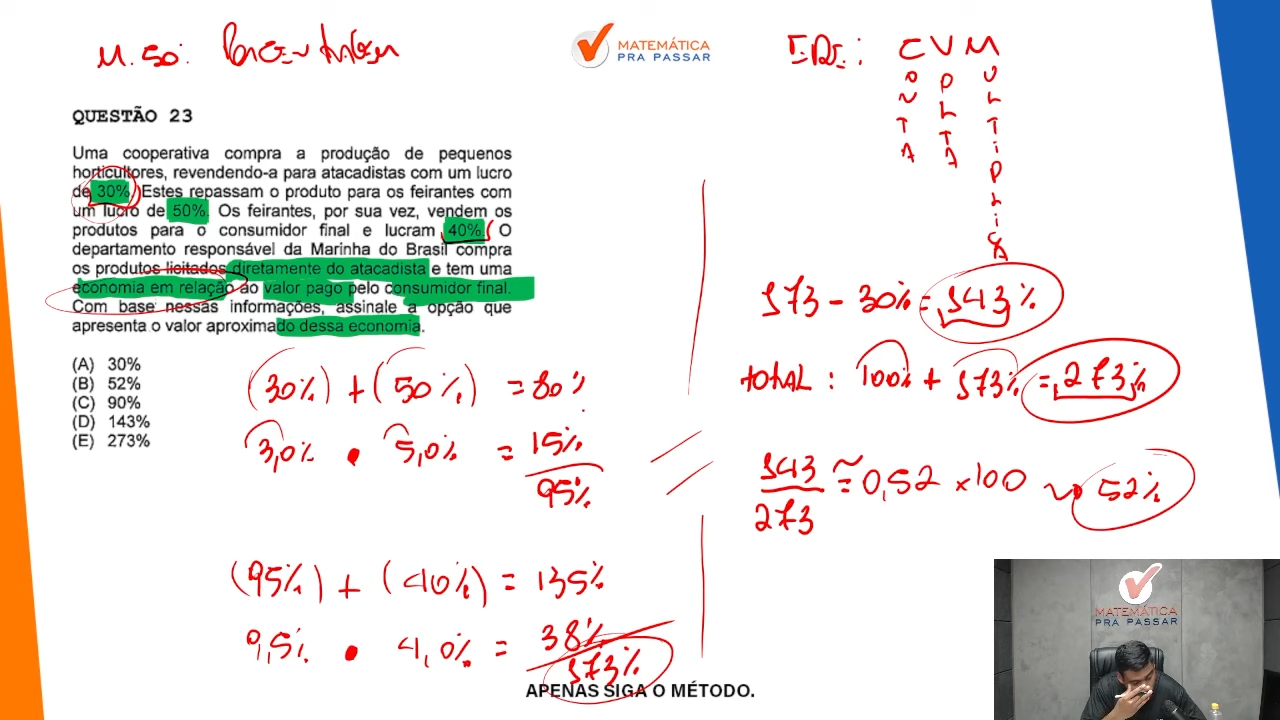 M.50: Porcentagem
MATEMÁTICA
PRA PASSAR
I.D.: CVM
CONTA
VOLTA
MULTIPLICA
QUESTÃO 23
Uma cooperativa compra a produção de pequenos
horticultores, revendendo-a para atacadistas com um lucro
de 30%. Estes repassam o produto para os feirantes com
um lucro de 50%. Os feirantes, por sua vez, vendem os
produtos para o consumidor final e lucram 40%. O
departamento responsável da Marinha do Brasil compra
os produtos licitados diretamente do atacadista e tem uma
economia em relação ao valor pago pelo consumidor final.
Com base nessas informações, assinale a opção que
apresenta o valor aproximado dessa economia.
(A) 30%
(B) 52%
(C) 90%
(D) 143%
(E) 273%
(30%) + (50%) = 80%
3,0% • 5,0% = 15%
95%
(95%) + (40%) = 135%
9,5% • 4,0% = 38%
173%
173 - 30% = 143%
TOTAL : 100% + 173% = 273%
143
273
≅ 0,52 x100 → 52%
MATEMÁTICA
PRA PASSAR
APENAS SIGA O MÉTODO.